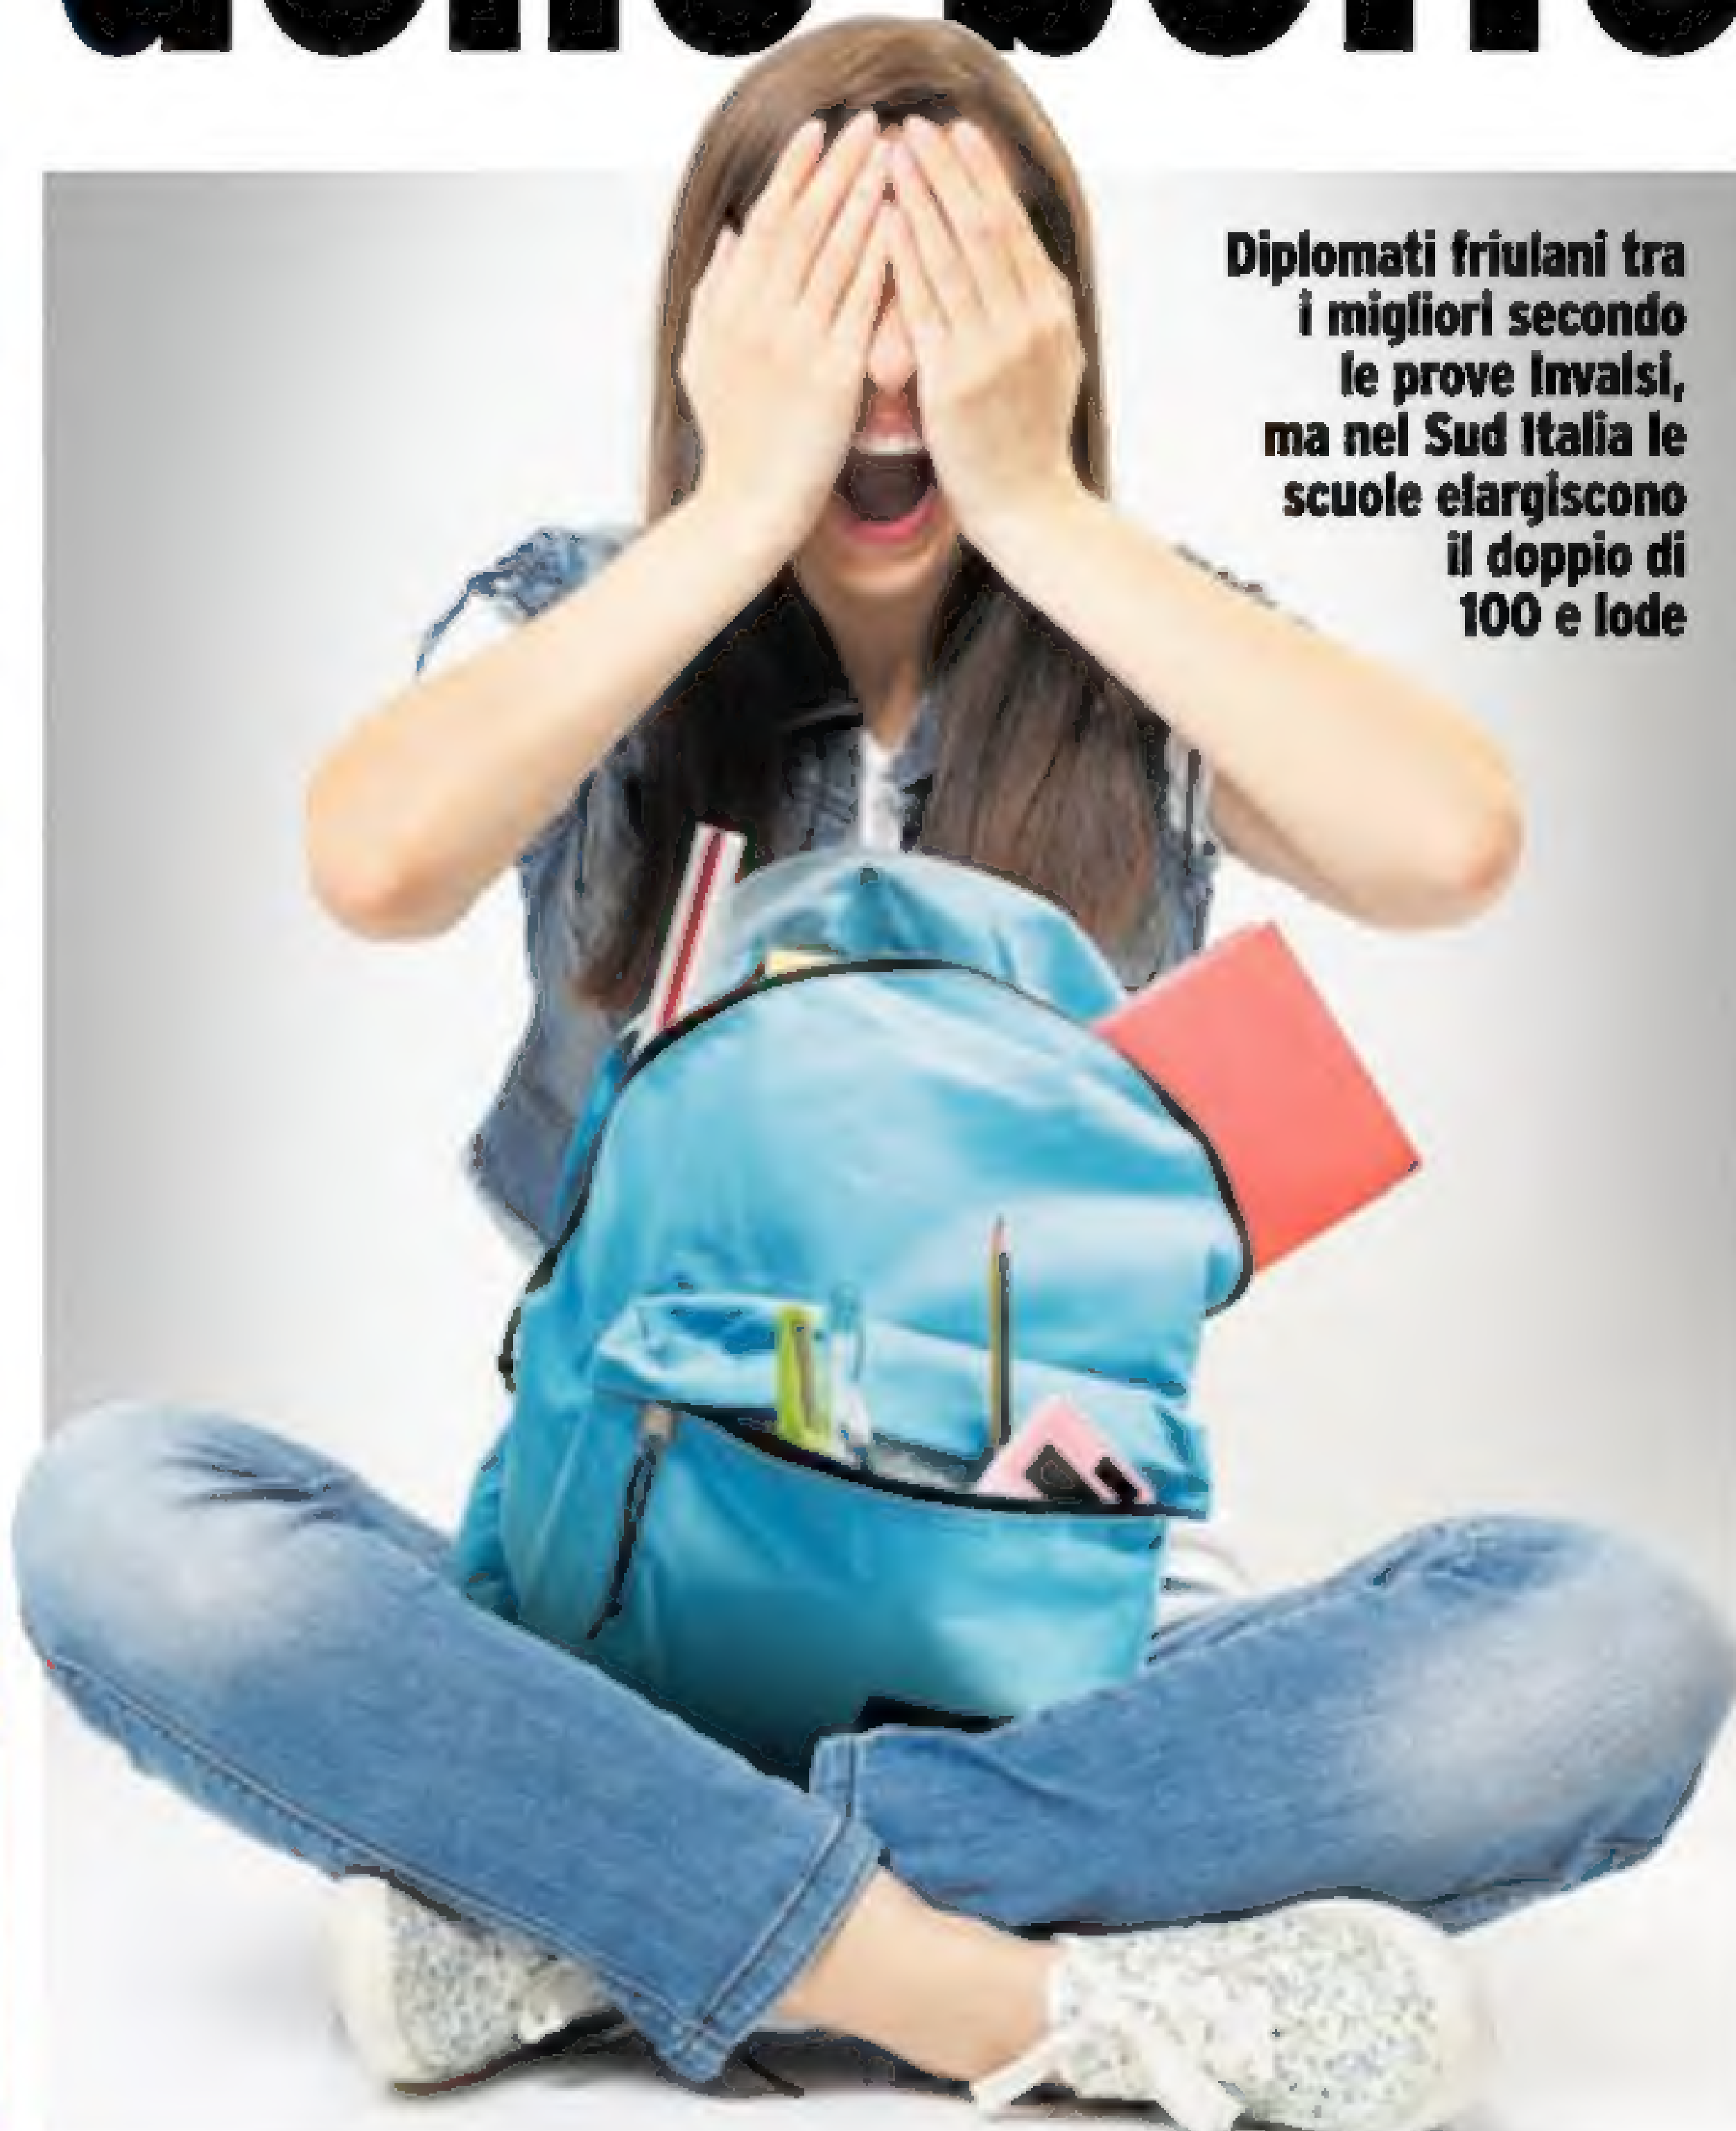 Diplomati friulani tra
i migliori secondo
le prove Invalsi,
ma nel Sud Italia le
scuole elargiscono
il doppio di
100 e lode